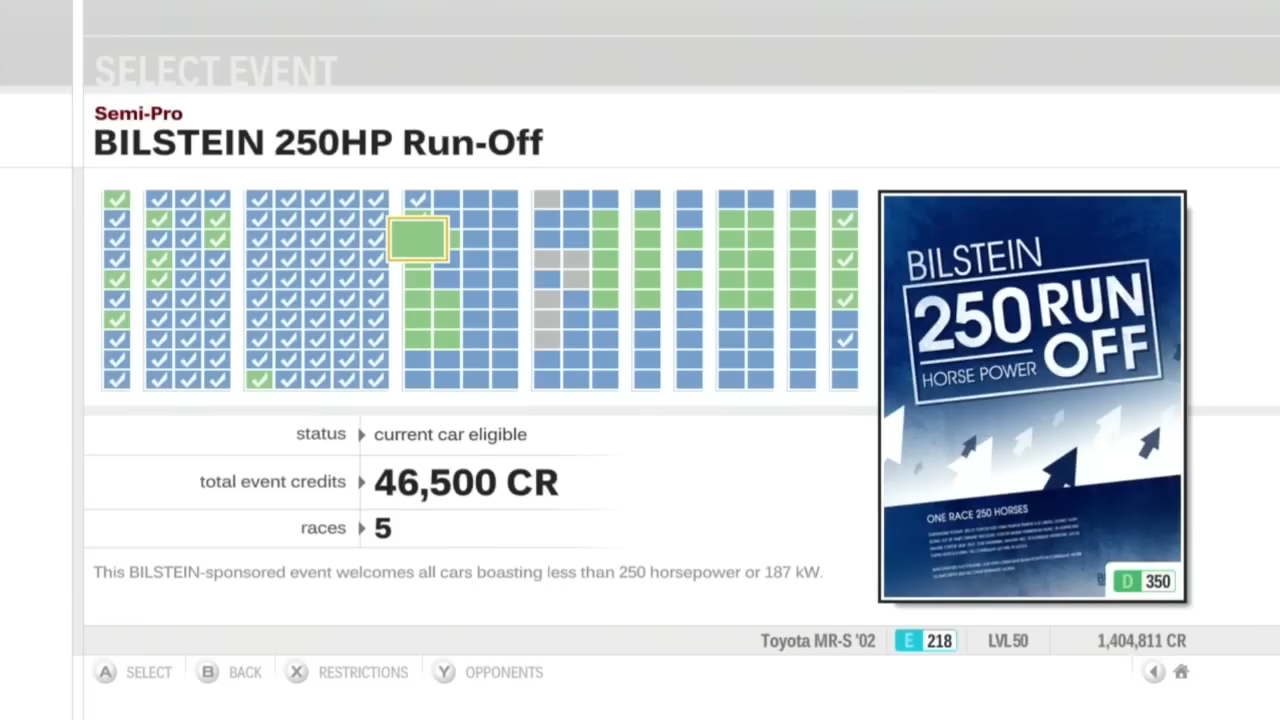 SELECT EVENT
Semi-Pro
BILSTEIN 250HP Run-Off
BILSTEIN
250 RUN
HORSE POWER OFF
ONE RACE 250 HORSES
D 350
status current car eligible
total event credits 46,500 CR
races 5
This BILSTEIN-sponsored event welcomes all cars boasting less than 250 horsepower or 187 kW.
Toyota MR-S '02 E 218 LVL50 1,404,811 CR
A SELECT B BACK X RESTRICTIONS Y OPPONENTS